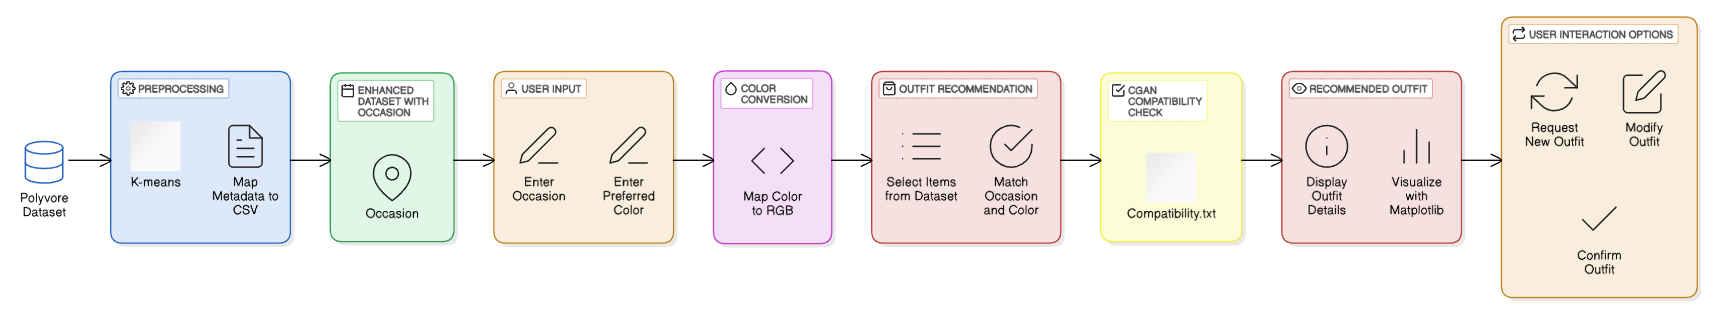 Polyvore
Dataset
PREPROCESSING
K-means
Map
Metadata to
CSV
ENHANCED
DATASET WITH
OCCASION
Occasion
USER INPUT
Enter
Occasion
Enter
Preferred
Color
COLOR
CONVERSION
Map Color
to RGB
OUTFIT RECOMMENDATION
Select Items
from Dataset
Match
Occasion
and Color
CGAN
COMPATIBILITY
CHECK
Compatibility.txt
RECOMMENDED OUTFIT
Display
Outfit
Details
Visualize
with
Matplotlib
USER INTERACTION OPTIONS
Request
New Outfit
Modify
Outfit
Confirm
Outfit